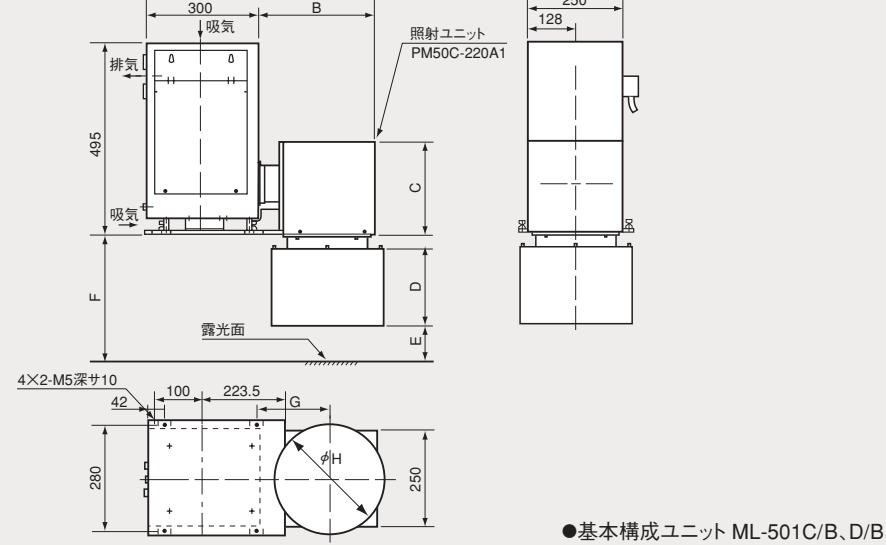 300
B
吸気
照射ユニット
PM50C-220A1
排気
495
C
吸気
F
D
E
露光面
250
128
4×2-M5深サ10
100
223.5
42
G
φH
280
250
●基本構成ユニット ML-501C/B、D/B